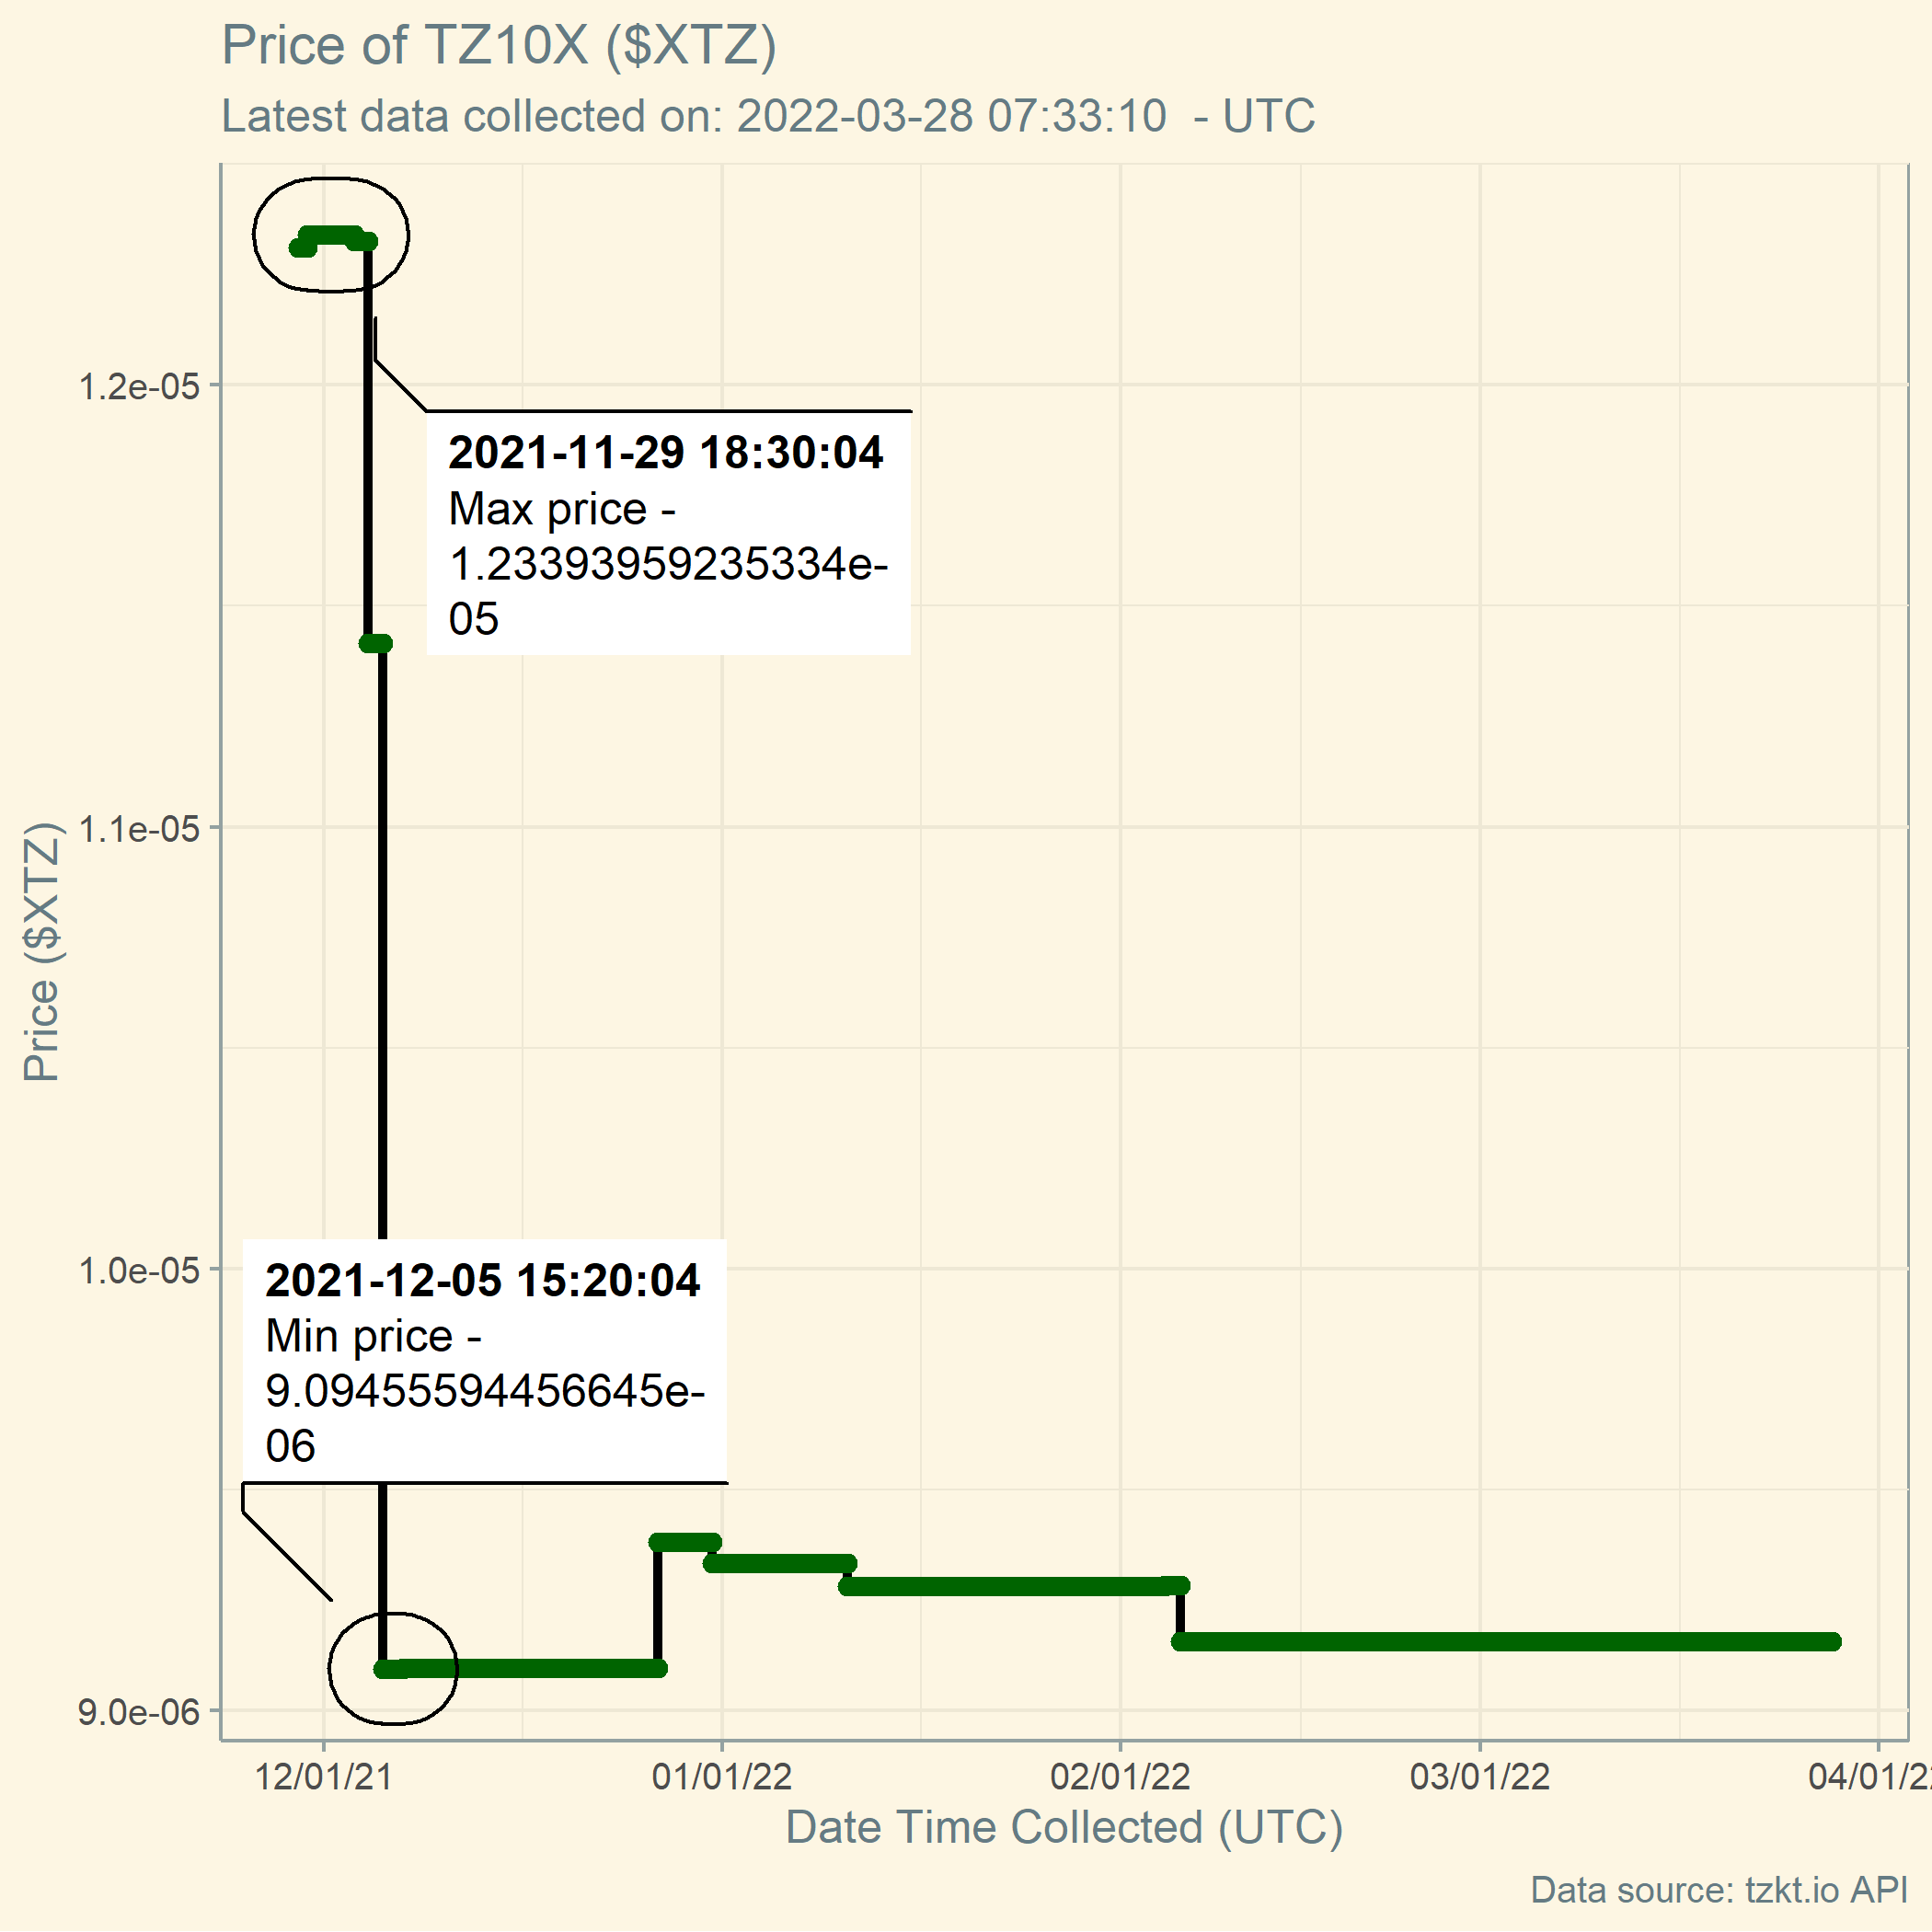 Price of TZ10X ($XTZ)
Latest data collected on: 2022-03-28 07:33:10  - UTC
1.2e-05
2021-11-29 18:30:04
Max price -
1.23393959235334e-
05
1.1e-05
Price ($XTZ)
1.0e-05
2021-12-05 15:20:04
Min price -
9.09455594456645e-
06
9.0e-06
12/01/21
01/01/22
02/01/22
03/01/22
04/01/2
Date Time Collected (UTC)
Data source: tzkt.io API